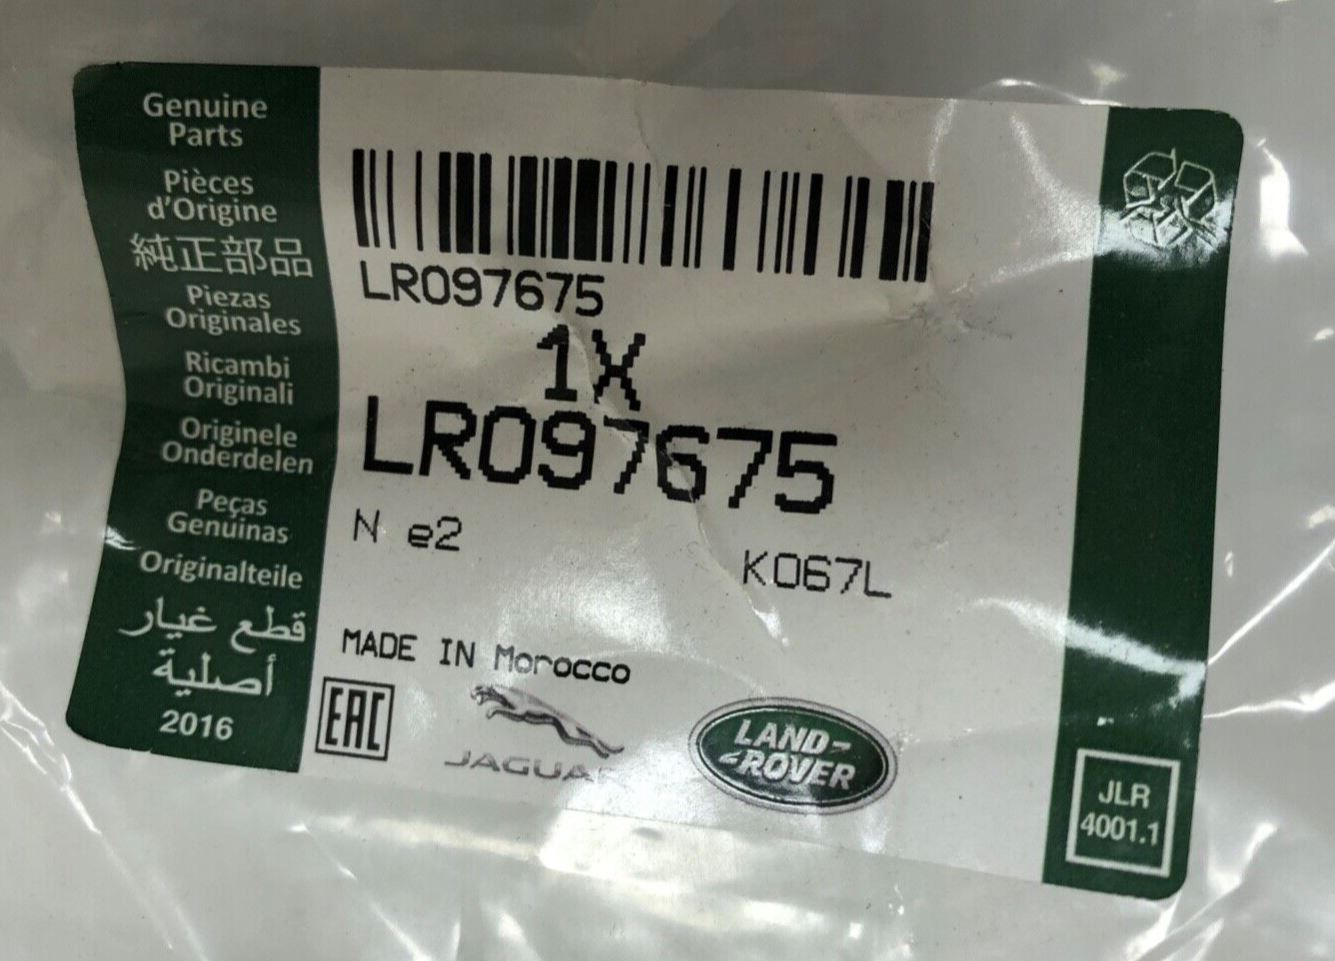 Genuine
Parts
Pièces
d'Origine
純正部品
Piezas
Originales
Ricambi
Originali
Originele
Onderdelen
Peças
Genuinas
Originalteile
قطع غيار
أصلية
2016
LR097675
1X
LR097675
N e2
K067L
MADE IN Morocco
EAC
JAGUAR
LAND-
-ROVER
JLR
4001.1